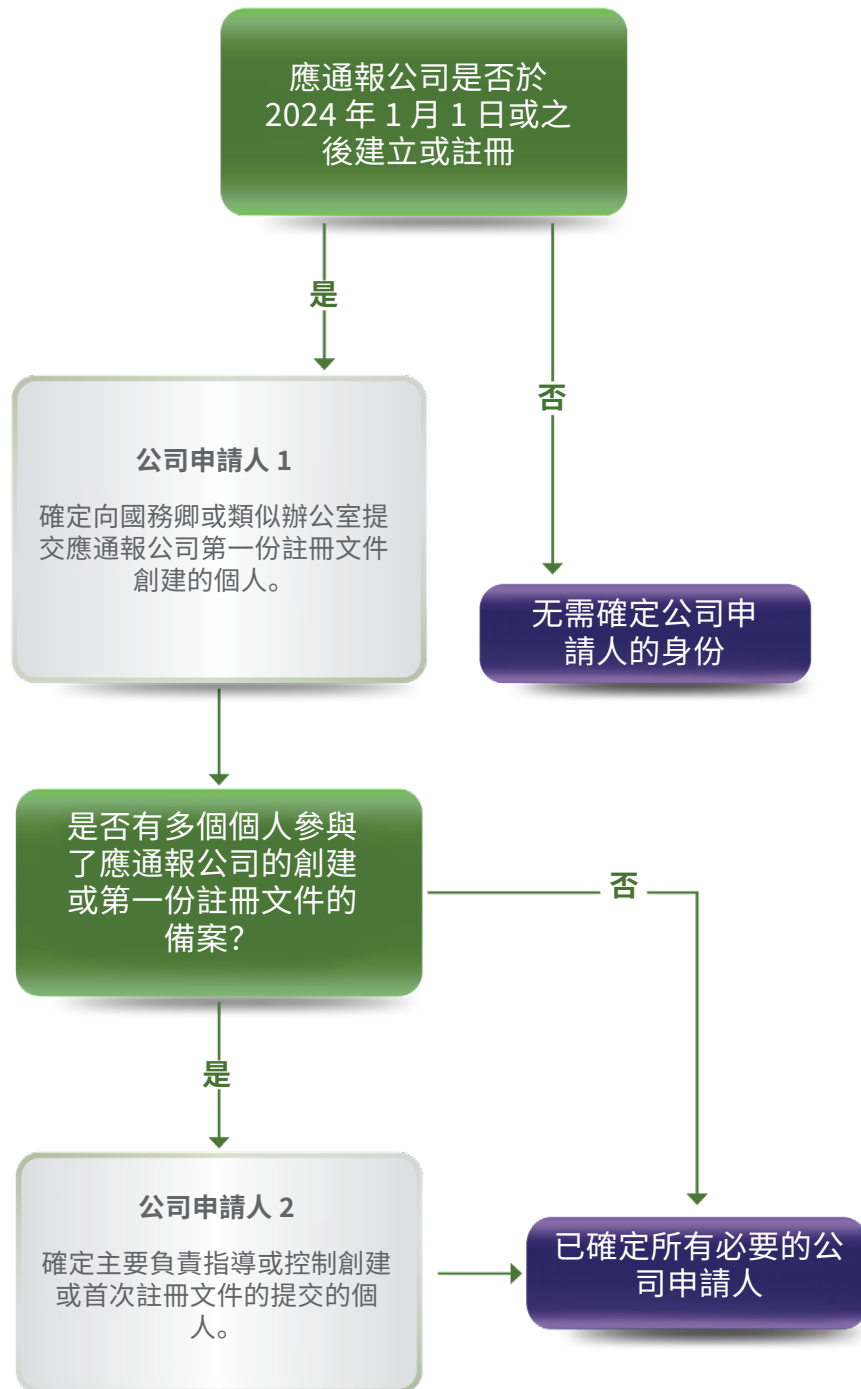 應通報公司是否於
2024 年 1 月 1 日或之
後建立或註冊
是
否
公司申請人 1
確定向國務卿或類似辦公室提
交應通報公司第一份註冊文件
創建的個人。
无需確定公司申
請人的身份
是否有多個個人參與
了應通報公司的創建
或第一份註冊文件的
備案?
否
是
公司申請人 2
確定主要負責指導或控制創建
或首次註冊文件的提交的個
人。
已確定所有必要的公
司申請人